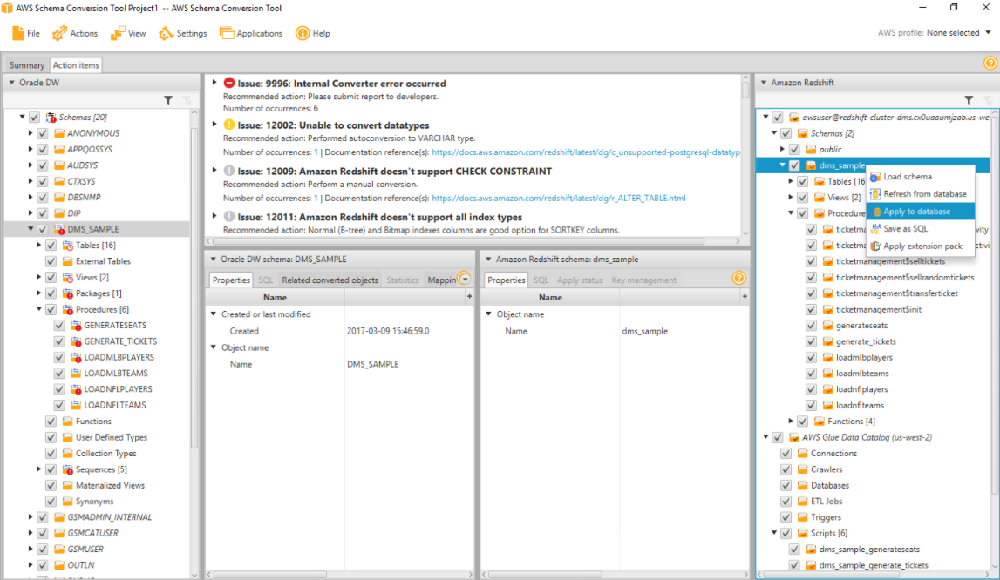 AWS Schema Conversion Tool Project1 -- AWS Schema Conversion Tool
File Actions View Settings Applications Help
AWS profile: None selected
Summary Action items
Oracle DW
Schemas [20]
ANONYMOUS
APPQOSSYS
AUDSYS
CTXSYS
DBSNMP
DIP
DMS_SAMPLE
Tables [16]
External Tables
Views [2]
Packages [1]
Procedures [6]
GENERATESEATS
GENERATE_TICKETS
LOADMLBPLAYERS
LOADMLBTEAMS
LOADNFLPLAYERS
LOADNFLTEAMS
Functions
User Defined Types
Collection Types
Sequences [5]
Materialized Views
Synonyms
GSMADMIN_INTERNAL
GSMCATUSER
GSMUSER
OUTLN
Issue: 9996: Internal Converter error occurred
Recommended action: Please submit report to developers.
Number of occurrences: 6
Issue: 12002: Unable to convert datatypes
Recommended action: Performed autoconversion to VARCHAR type.
Number of occurrences: 1 | Documentation reference(s): https://docs.aws.amazon.com/redshift/latest/dg/c_unsupported-postgresql-datatyp
Issue: 12009: Amazon Redshift doesn't support CHECK CONSTRAINT
Recommended action: Perform a manual conversion.
Number of occurrences: 1 | Documentation reference(s): https://docs.aws.amazon.com/redshift/latest/dg/r_ALTER_TABLE.html
Issue: 12011: Amazon Redshift doesn't support all index types
Recommended action: Normal (B-tree) and Bitmap indexes columns are good option for SORTKEY columns.
Oracle DW schema: DMS_SAMPLE
Properties SQL Related converted objects Statistics Mappin
Name
Created or last modified
Created 2017-03-09 15:46:59.0
Object name
Name DMS_SAMPLE
Amazon Redshift schema: dms_sample
Properties SQL Apply status Key management
Name
Object name
Name dms_sample
Amazon Redshift
awsuser@redshift-cluster-dms.cx0uaaumjzab.us-we
Schemas [2]
public
dms_sample
Tables [16
Views [2]
Procedure
ticketm
ivity
ticketm
ctivi
ticketmanagement$selltickets
ticketmanagement$sellrandomtickets
ticketmanagement$transferticket
ticketmanagement$init
generateseats
generate_tickets
loadmlbplayers
loadmlbteams
loadnflplayers
loadnflteams
Functions [4]
AWS Glue Data Catalog (us-west-2)
Connections
Crawlers
Databases
ETL Jobs
Triggers
Scripts [6]
dms_sample_generateseats
dms_sample_generate_tickets
Load schema
Refresh from database
Apply to database
Save as SQL
Apply extension pack